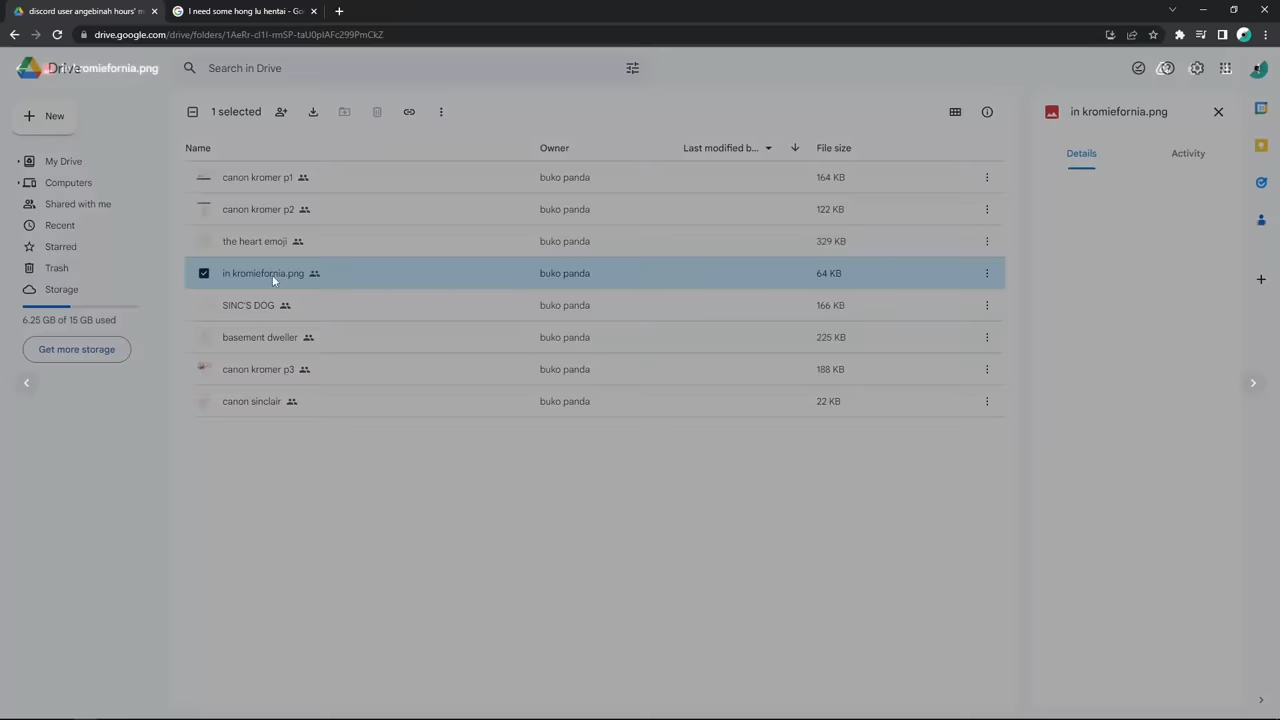 discord user angebinah hours' m
I need some hong lu hentai - Go
drive.google.com/drive/folders/1AeRr-cl1I-rmSP-taU0pIAFc299PmCkZ
Drive
in kromiefornia.png
Search in Drive
New
1 selected
in kromiefornia.png
Name
Owner
Last modified b...
File size
Details
Activity
My Drive
Computers
Shared with me
Recent
Starred
Trash
Storage
6.25 GB of 15 GB used
Get more storage
canon kromer p1 buko panda 164 KB
canon kromer p2 buko panda 122 KB
the heart emoji buko panda 329 KB
in kromiefornia.png buko panda 64 KB
SINC'S DOG buko panda 166 KB
basement dweller buko panda 225 KB
canon kromer p3 buko panda 188 KB
canon sinclair buko panda 22 KB